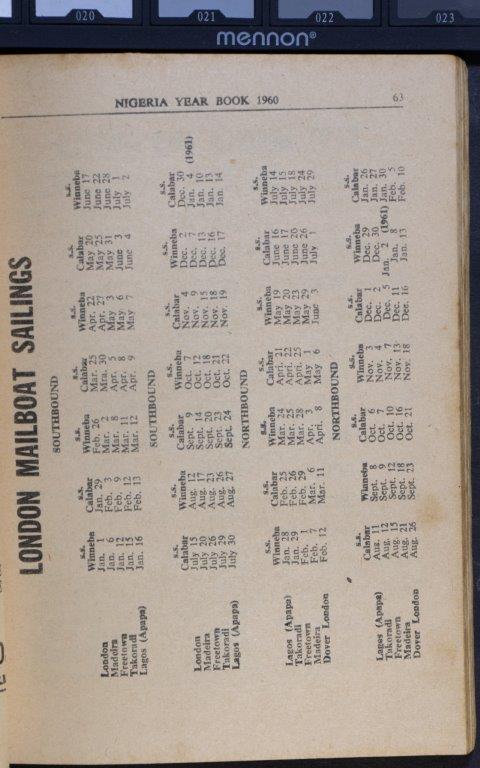 020 021 022 023
mennon®
NIGERIA YEAR BOOK 1960 63
LONDON MAILBOAT SAILINGS
SOUTHBOUND
s.s. s.s. s.s. s.s. s.s. s.s. s.s.
Winneba Calabar Winneba Calabar Winneba Calabar Winneba
London Jan. 1 Jan. 29 Feb. 26 Mar. 25 Apr. 22 May 20 June 17
Madeira Jan. 6 Feb. 3 Mar. 2 Mra. 30 Apr. 27 May 25 June 22
Freetown Jan. 12 Feb. 9 Mar. 8 Apr. 5 May 3 May 31 June 28
Takoradi Jan. 15 Feb. 12 Mar. 11 Apr. 8 May 6 June 3 July 1
Lagos (Apapa) Jan. 16 Feb. 13 Mar. 12 Apr. 9 May 7 June 4 July 2
SOUTHBOUND
s.s. s.s. s.s. s.s. s.s. s.s. s.s.
Calabar Winneba Calabar Winneba Calabar Winneba Calabar
London July 15 Aug. 12 Sept. 9 Oct. 7 Nov. 4 Dec. 2 Dec. 30
Madeira July 20 Aug. 17 Sept. 14 Oct. 12 Nov. 9 Dec. 7 Jan. 4 (1961)
Freetown July 26 Aug. 23 Sept. 20 Oct. 18 Nov. 15 Dec. 13 Jan. 10
Takoradi July 29 Aug. 26 Sept. 23 Oct. 21 Nov. 18 Dec. 16 Jan. 13
Lagos (Apapa) July 30 Aug. 27 Sept. 24 Oct. 22 Nov. 19 Dec. 17 Jan. 14
NORTHBOUND
s.s. s.s. s.s. s.s. s.s. s.s. s.s.
Winneba Calabar Winneba Calabar Winneba Calabar Winneba
Lagos (Apapa) Jan. 28 Feb. 25 Mar. 24 Apri. 21 May 19 June 16 July 14
Takoradi Jan. 29 Feb. 26 Mar. 25 Apri. 22 May 20 June 17 July 15
Freetown Feb. 1 Feb. 29 Mar. 28 Apri. 25 May 23 June 20 July 18
Madeira Feb. 7 Mar. 6 Apr. 3 May 1 May 29 June 26 July 24
Dover London Feb. 12 Mar. 11 Apri. 8 May 6 June 3 July 1 July 29
NORTHBOUND
s.s. s.s. s.s. s.s. s.s. s.s. s.s.
Calabar Winneba Calabar Winneba Calabar Winneba Calabar
Lagos (Apapa) Aug. 11 Sept. 8 Oct. 6 Nov. 3 Dec. 1 Dec. 29 Jan. 26
Takoradi Aug. 12 Sept. 9 Oct. 7 Nov. 4 Dec. 2 Dec. 30 Jan. 27
Freetown Aug. 15 Sept. 12 Oct. 10 Nov. 7 Dec. 5 Jan. 2 (1961) Jan. 30
Madeira Aug. 21 Sept. 18 Oct. 16 Nov. 13 Dec. 11 Jan. 8 Feb. 5
Dover London Aug. 26 Sept. 23 Oct. 21 Nov. 18 Dec. 16 Jan. 13 Feb. 10